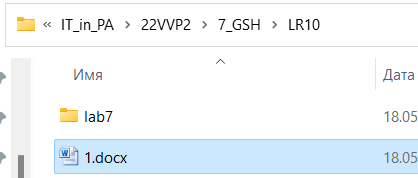 « IT_in_PA > 22VVP2 > 7_GSH > LR10
Имя Дата
lab7 18.05
1.docx 18.05